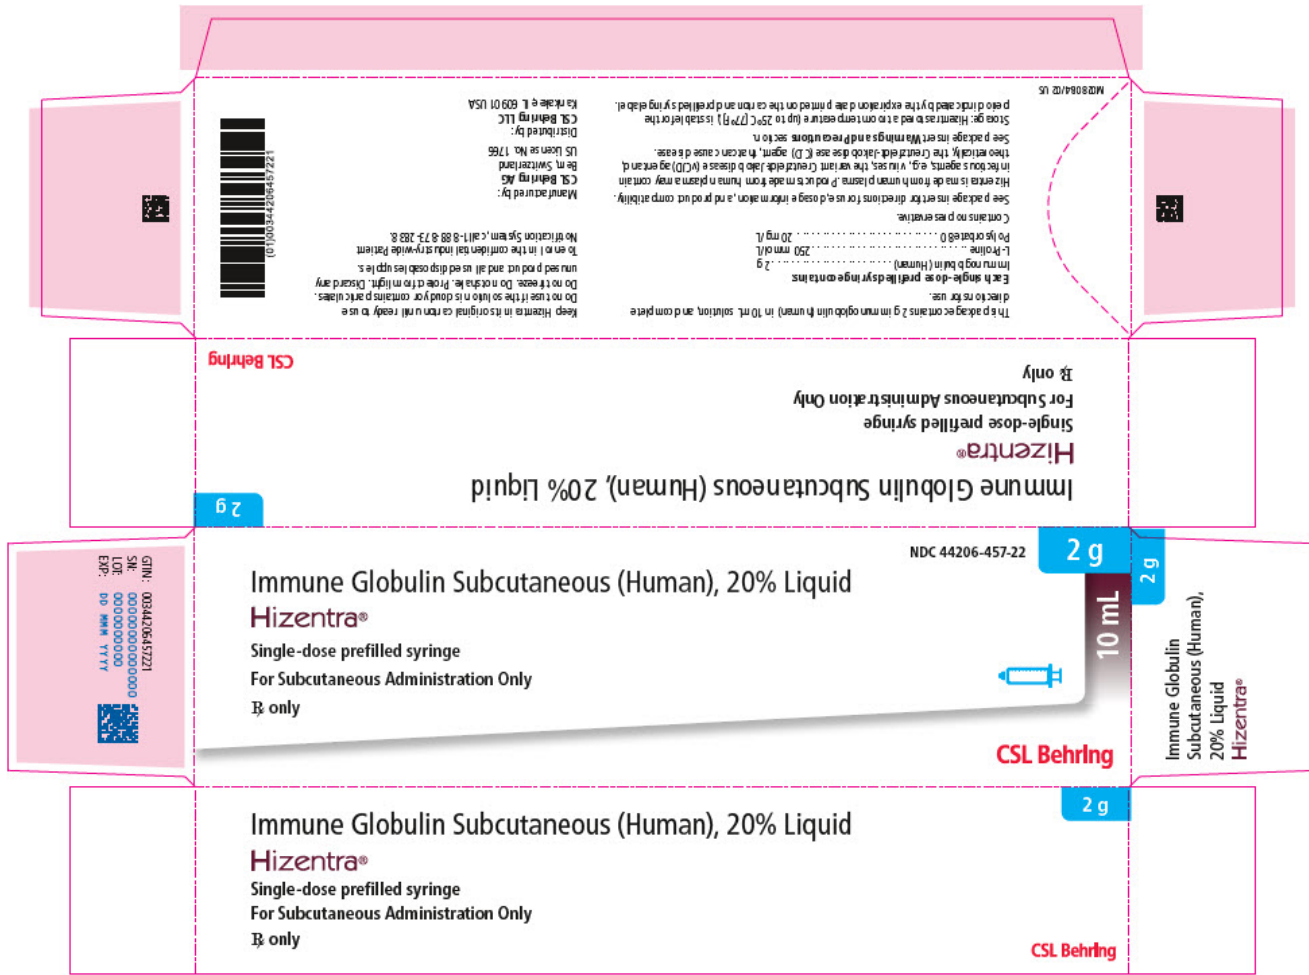 M028084/02 US
This package contains 2 g immunoglobulin (human) in 10 mL solution, and complete
directions for use.
Each single-dose prefilled syringe contains:
Immunoglobulin (Human) . . . . . . . . . . . . . . . . . . . . 2 g
L-Proline . . . . . . . . . . . . . . . . . . . . . . . 250 mmol/L
Polysorbate 80 . . . . . . . . . . . . . . . . . . . . . . . . . . 20 mg/L
Contains no preservative.
See package insert for directions for use, dosage information, and product compatibility.
Hizentra is made from human plasma. Products made from human plasma may contain
infectious agents, e.g., viruses, the variant Creutzfeldt-Jakob disease (vCJD) agent and,
theoretically, the Creutzfeldt-Jakob disease (CJD) agent, that can cause disease.
See package insert Warnings and Precautions section.
Storage: Hizentra stored at room temperature (up to 25°C [77°F]) is stable for the
period indicated by the expiration date printed on the carton and prefilled syringe label.
Keep Hizentra in its original carton until ready to use
Do not use if the solution is cloudy or contains particulates.
Do not freeze. Do not shake. Protect from light. Discard any
unused product and all used disposable supplies.
To enroll in the confidential industry-wide Patient
Notification System, call 1-888-873-2838.
Manufactured by:
CSL Behring AG
Bern, Switzerland
US License No. 1766
Distributed by:
CSL Behring LLC
Kankakee, IL 60901 USA
(01)00344206457221
CSL Behring
Immune Globulin Subcutaneous (Human), 20% Liquid
Hizentra®
Single-dose prefilled syringe
For Subcutaneous Administration Only
℞ only
2 g
NDC 44206-457-22
2 g
10 mL
Immune Globulin Subcutaneous (Human), 20% Liquid
Hizentra®
Single-dose prefilled syringe
For Subcutaneous Administration Only
℞ only
CSL Behring
GTIN: 00344206457221
SN: 00000000000000
LOT: 0000000000
EXP: DD MMM YYYY
2 g
Immune Globulin
Subcutaneous (Human),
20% Liquid
Hizentra®
2 g
Immune Globulin Subcutaneous (Human), 20% Liquid
Hizentra®
Single-dose prefilled syringe
For Subcutaneous Administration Only
℞ only
CSL Behring